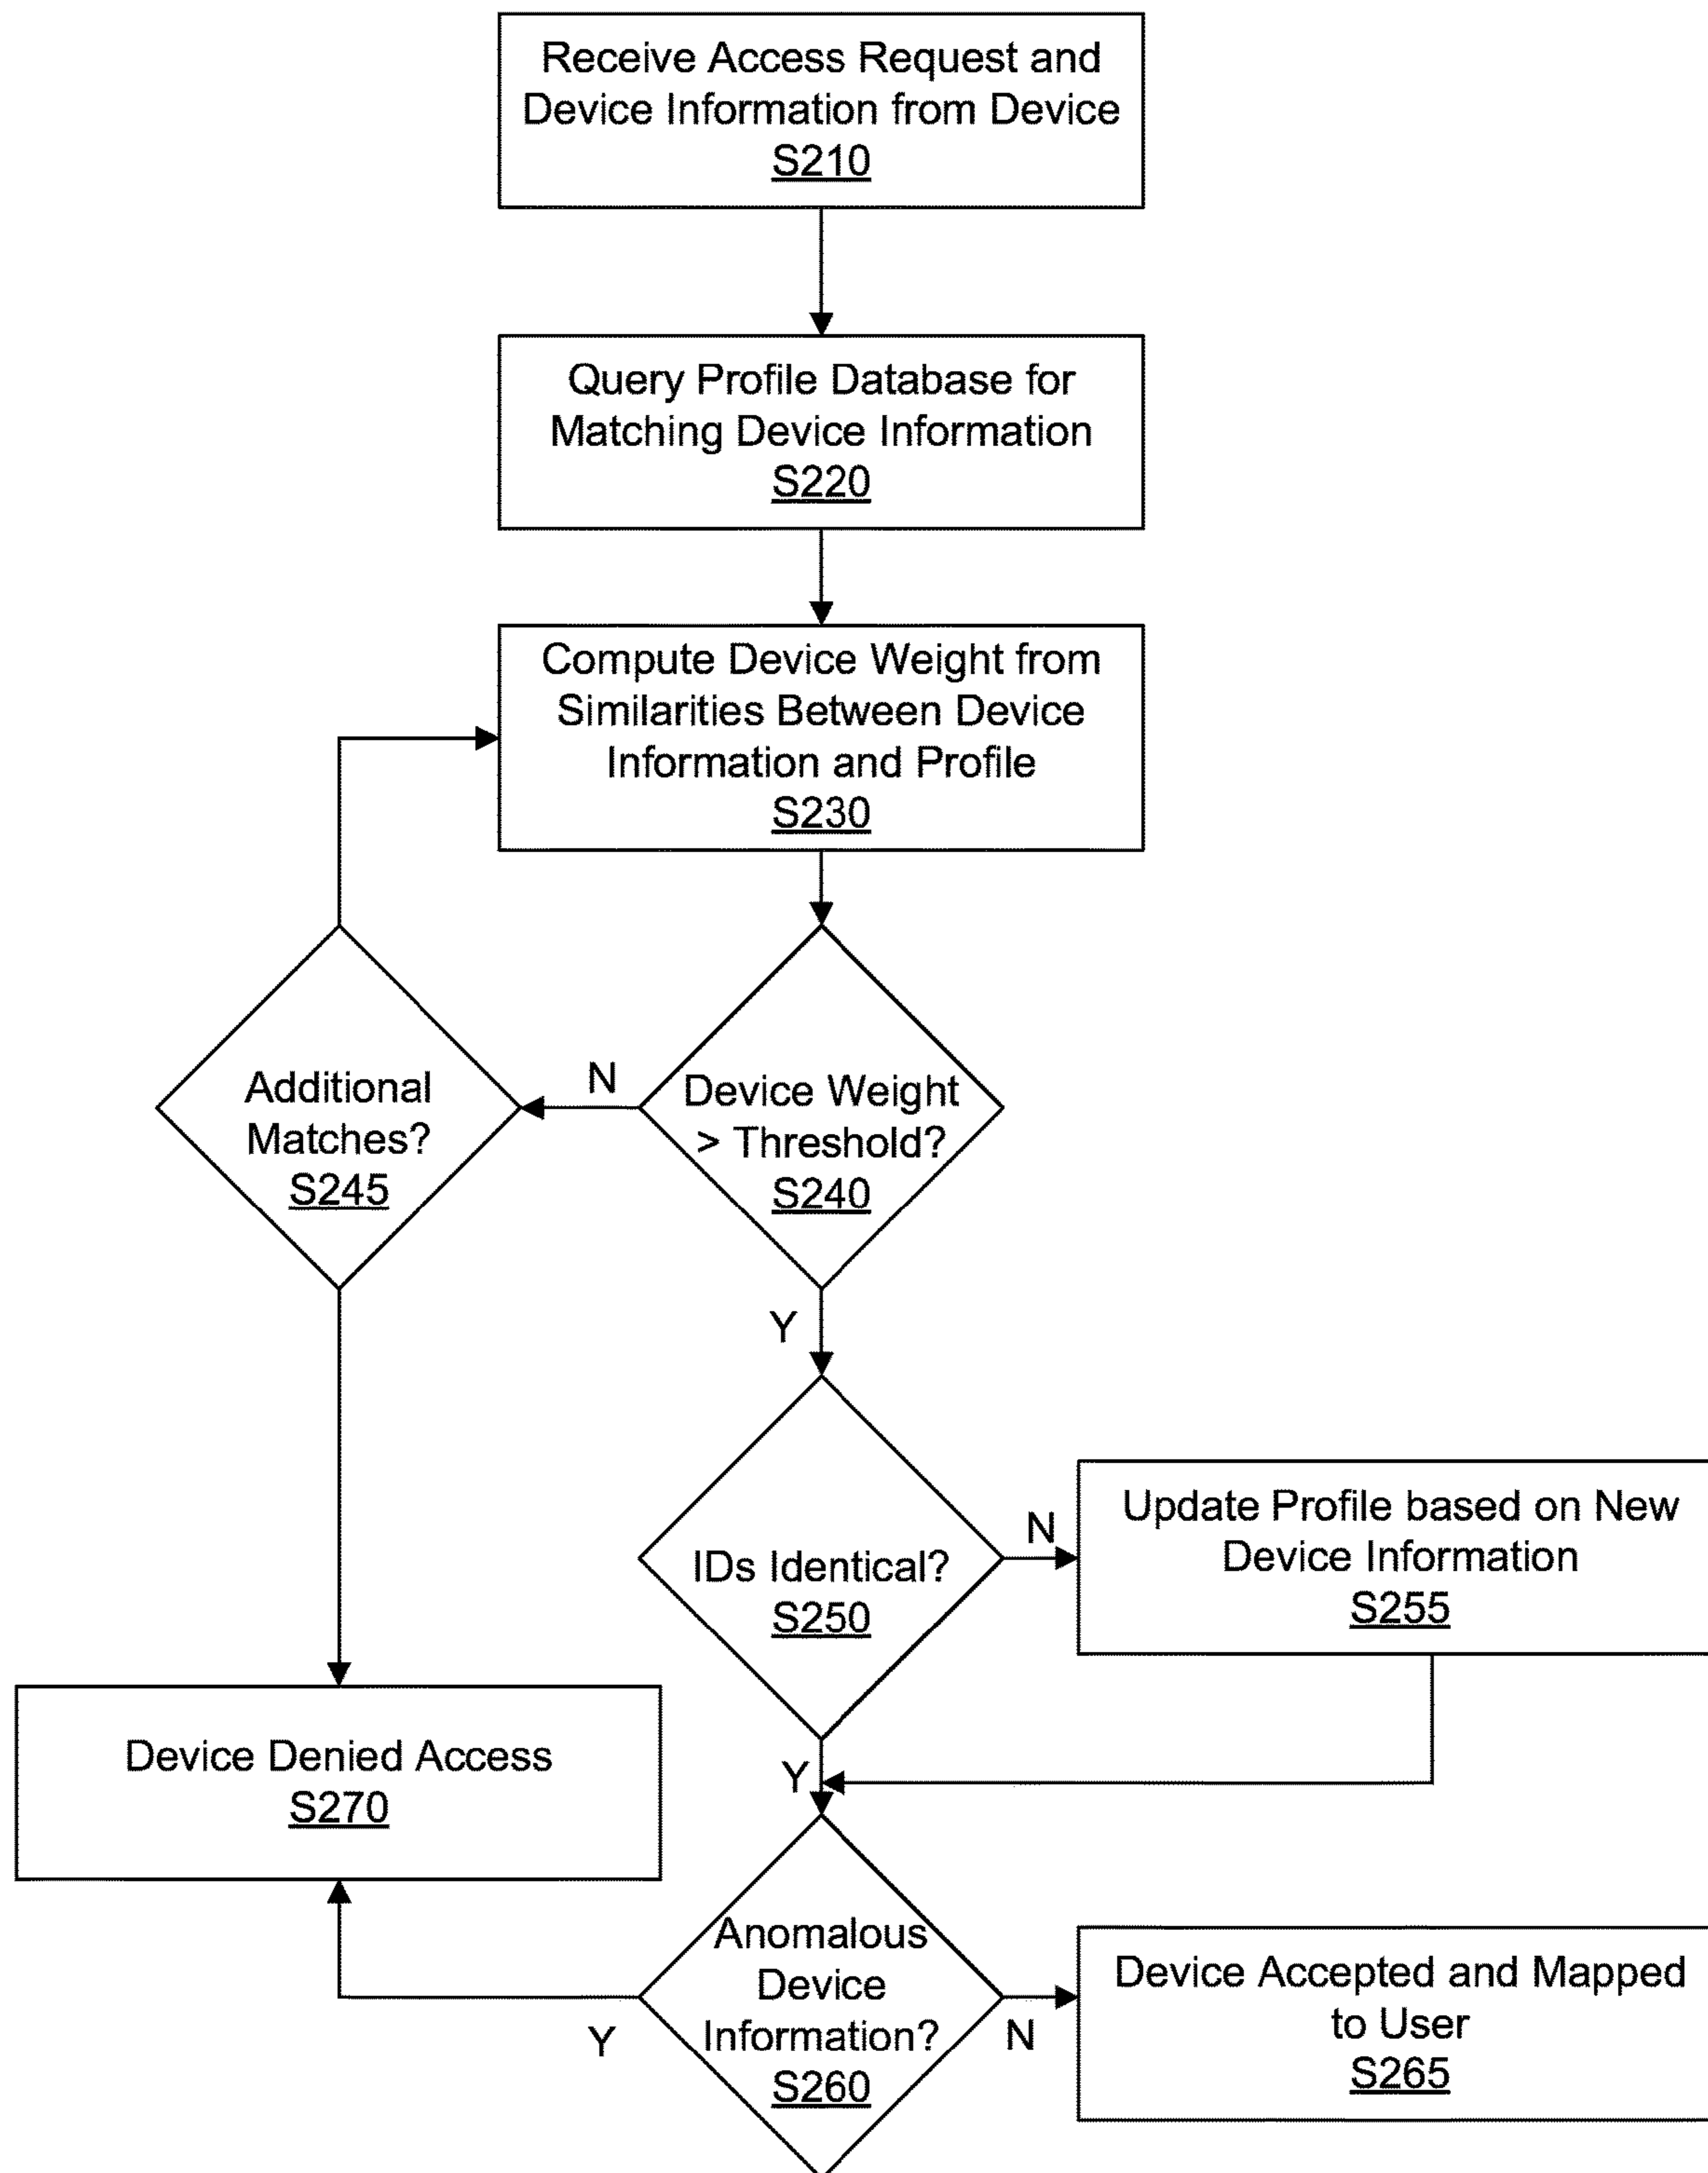 Receive Access Request and
Device Information from Device
S210
Query Profile Database for
Matching Device Information
S220
Compute Device Weight from
Similarities Between Device
Information and Profile
S230
Additional
Matches?
S245
N
Device Weight
> Threshold?
S240
Y
IDs Identical?
S250
N
Update Profile based on New
Device Information
S255
Y
Device Denied Access
S270
Anomalous
Device
Information?
S260
Y
N
Device Accepted and Mapped
to User
S265